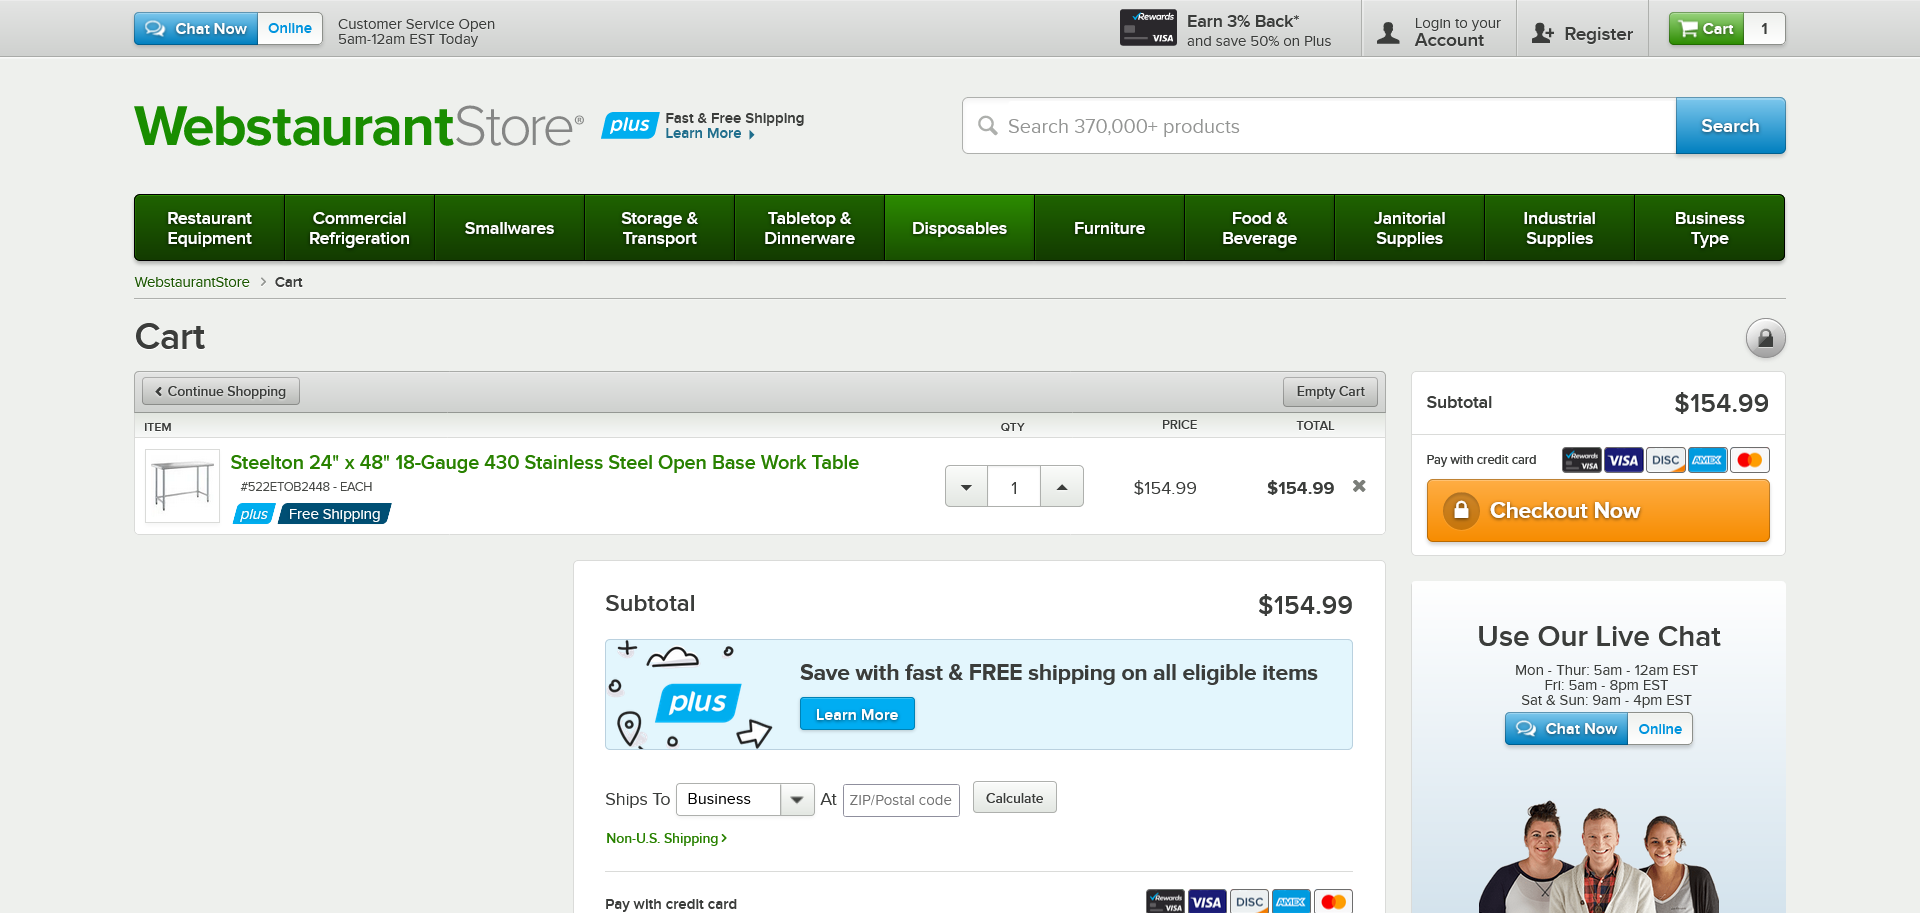 Chat Now Online
Customer Service Open
5am-12am EST Today
Rewards
VISA
Earn 3% Back*
and save 50% on Plus
Login to your
Account
Register
Cart 1
WebstaurantStore®
plus
Fast & Free Shipping
Learn More
Search 370,000+ products
Search
Restaurant
Equipment
Commercial
Refrigeration
Smallwares
Storage &
Transport
Tabletop &
Dinnerware
Disposables
Furniture
Food &
Beverage
Janitorial
Supplies
Industrial
Supplies
Business
Type
WebstaurantStore > Cart
Cart
Continue Shopping
Empty Cart
ITEM QTY PRICE TOTAL
Steelton 24" x 48" 18-Gauge 430 Stainless Steel Open Base Work Table
#522ETOB2448 - EACH
plus Free Shipping
1 $154.99 $154.99
Subtotal $154.99
plus
Save with fast & FREE shipping on all eligible items
Learn More
Ships To Business At ZIP/Postal code Calculate
Non-U.S. Shipping
Pay with credit card
Rewards VISA VISA DISC AMEX
Subtotal $154.99
Pay with credit card
Rewards VISA VISA DISC AMEX
Checkout Now
Use Our Live Chat
Mon - Thur: 5am - 12am EST
Fri: 5am - 8pm EST
Sat & Sun: 9am - 4pm EST
Chat Now Online